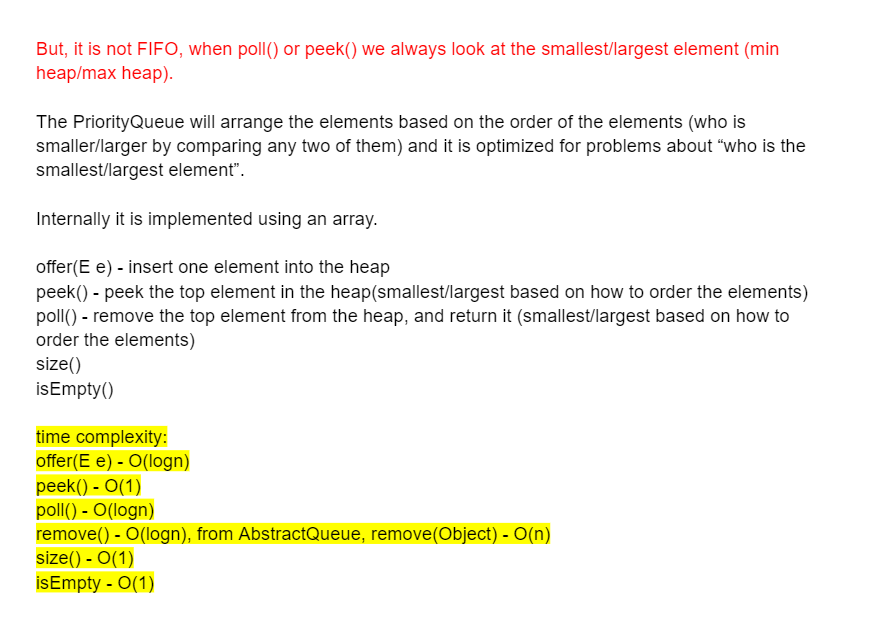 But, it is not FIFO, when poll() or peek() we always look at the smallest/largest element (min
heap/max heap).
The PriorityQueue will arrange the elements based on the order of the elements (who is
smaller/larger by comparing any two of them) and it is optimized for problems about “who is the
smallest/largest element”.
Internally it is implemented using an array.
offer(E e) - insert one element into the heap
peek() - peek the top element in the heap(smallest/largest based on how to order the elements)
poll() - remove the top element from the heap, and return it (smallest/largest based on how to
order the elements)
size()
isEmpty()
time complexity:
offer(E e) - O(logn)
peek() - O(1)
poll() - O(logn)
remove() - O(logn), from AbstractQueue, remove(Object) - O(n)
size() - O(1)
isEmpty - O(1)